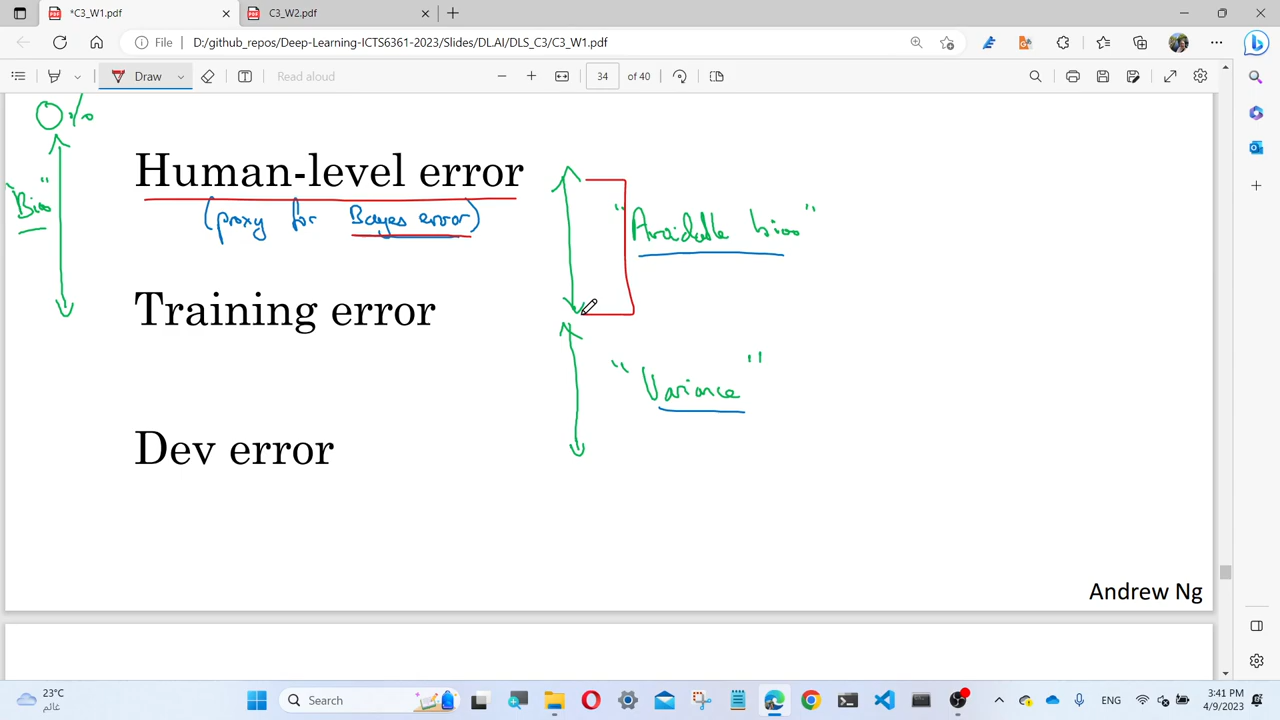 *C3_W1.pdf
C3_W2.pdf
File
D:/github_repos/Deep-Learning-ICTS6361-2023/Slides/DL.AI/DLS_C3/C3_W1.pdf
Draw
Read aloud
34
of 40
0%
Human-level error
(proxy for Bayes error)
"Bias"
"Avoidable bias"
Training error
"Variance"
Dev error
Andrew Ng
23°C
غائم
Search
ENG
3:41 PM
4/9/2023